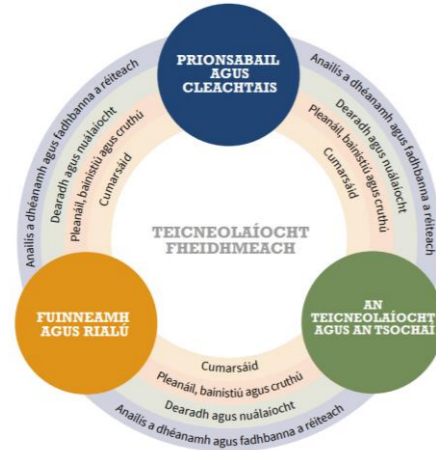 PRIONSABAIL
AGUS
CLEACHTAIS
Anailís a dhéanamh agus fadhbanna a réiteach
Dearadh agus nuálaíocht
Pleanáil, bainistiú agus cruthú
Cumarsáid
Anailís a dhéanamh agus fadhbanna a réiteach
Dearadh agus nuálaíocht
Pleanáil, bainistiú agus cruthú
Cumarsáid
TEICNEOLAÍOCHT
FHEIDHMEACH
FUINNEAMH
AGUS RIALÚ
AN
TEICNEOLAÍOCHT
AGUS AN TSOCHAÍ
Cumarsáid
Pleanáil, bainistiú agus cruthú
Dearadh agus nuálaíocht
Anailís a dhéanamh agus fadhbanna a réiteach